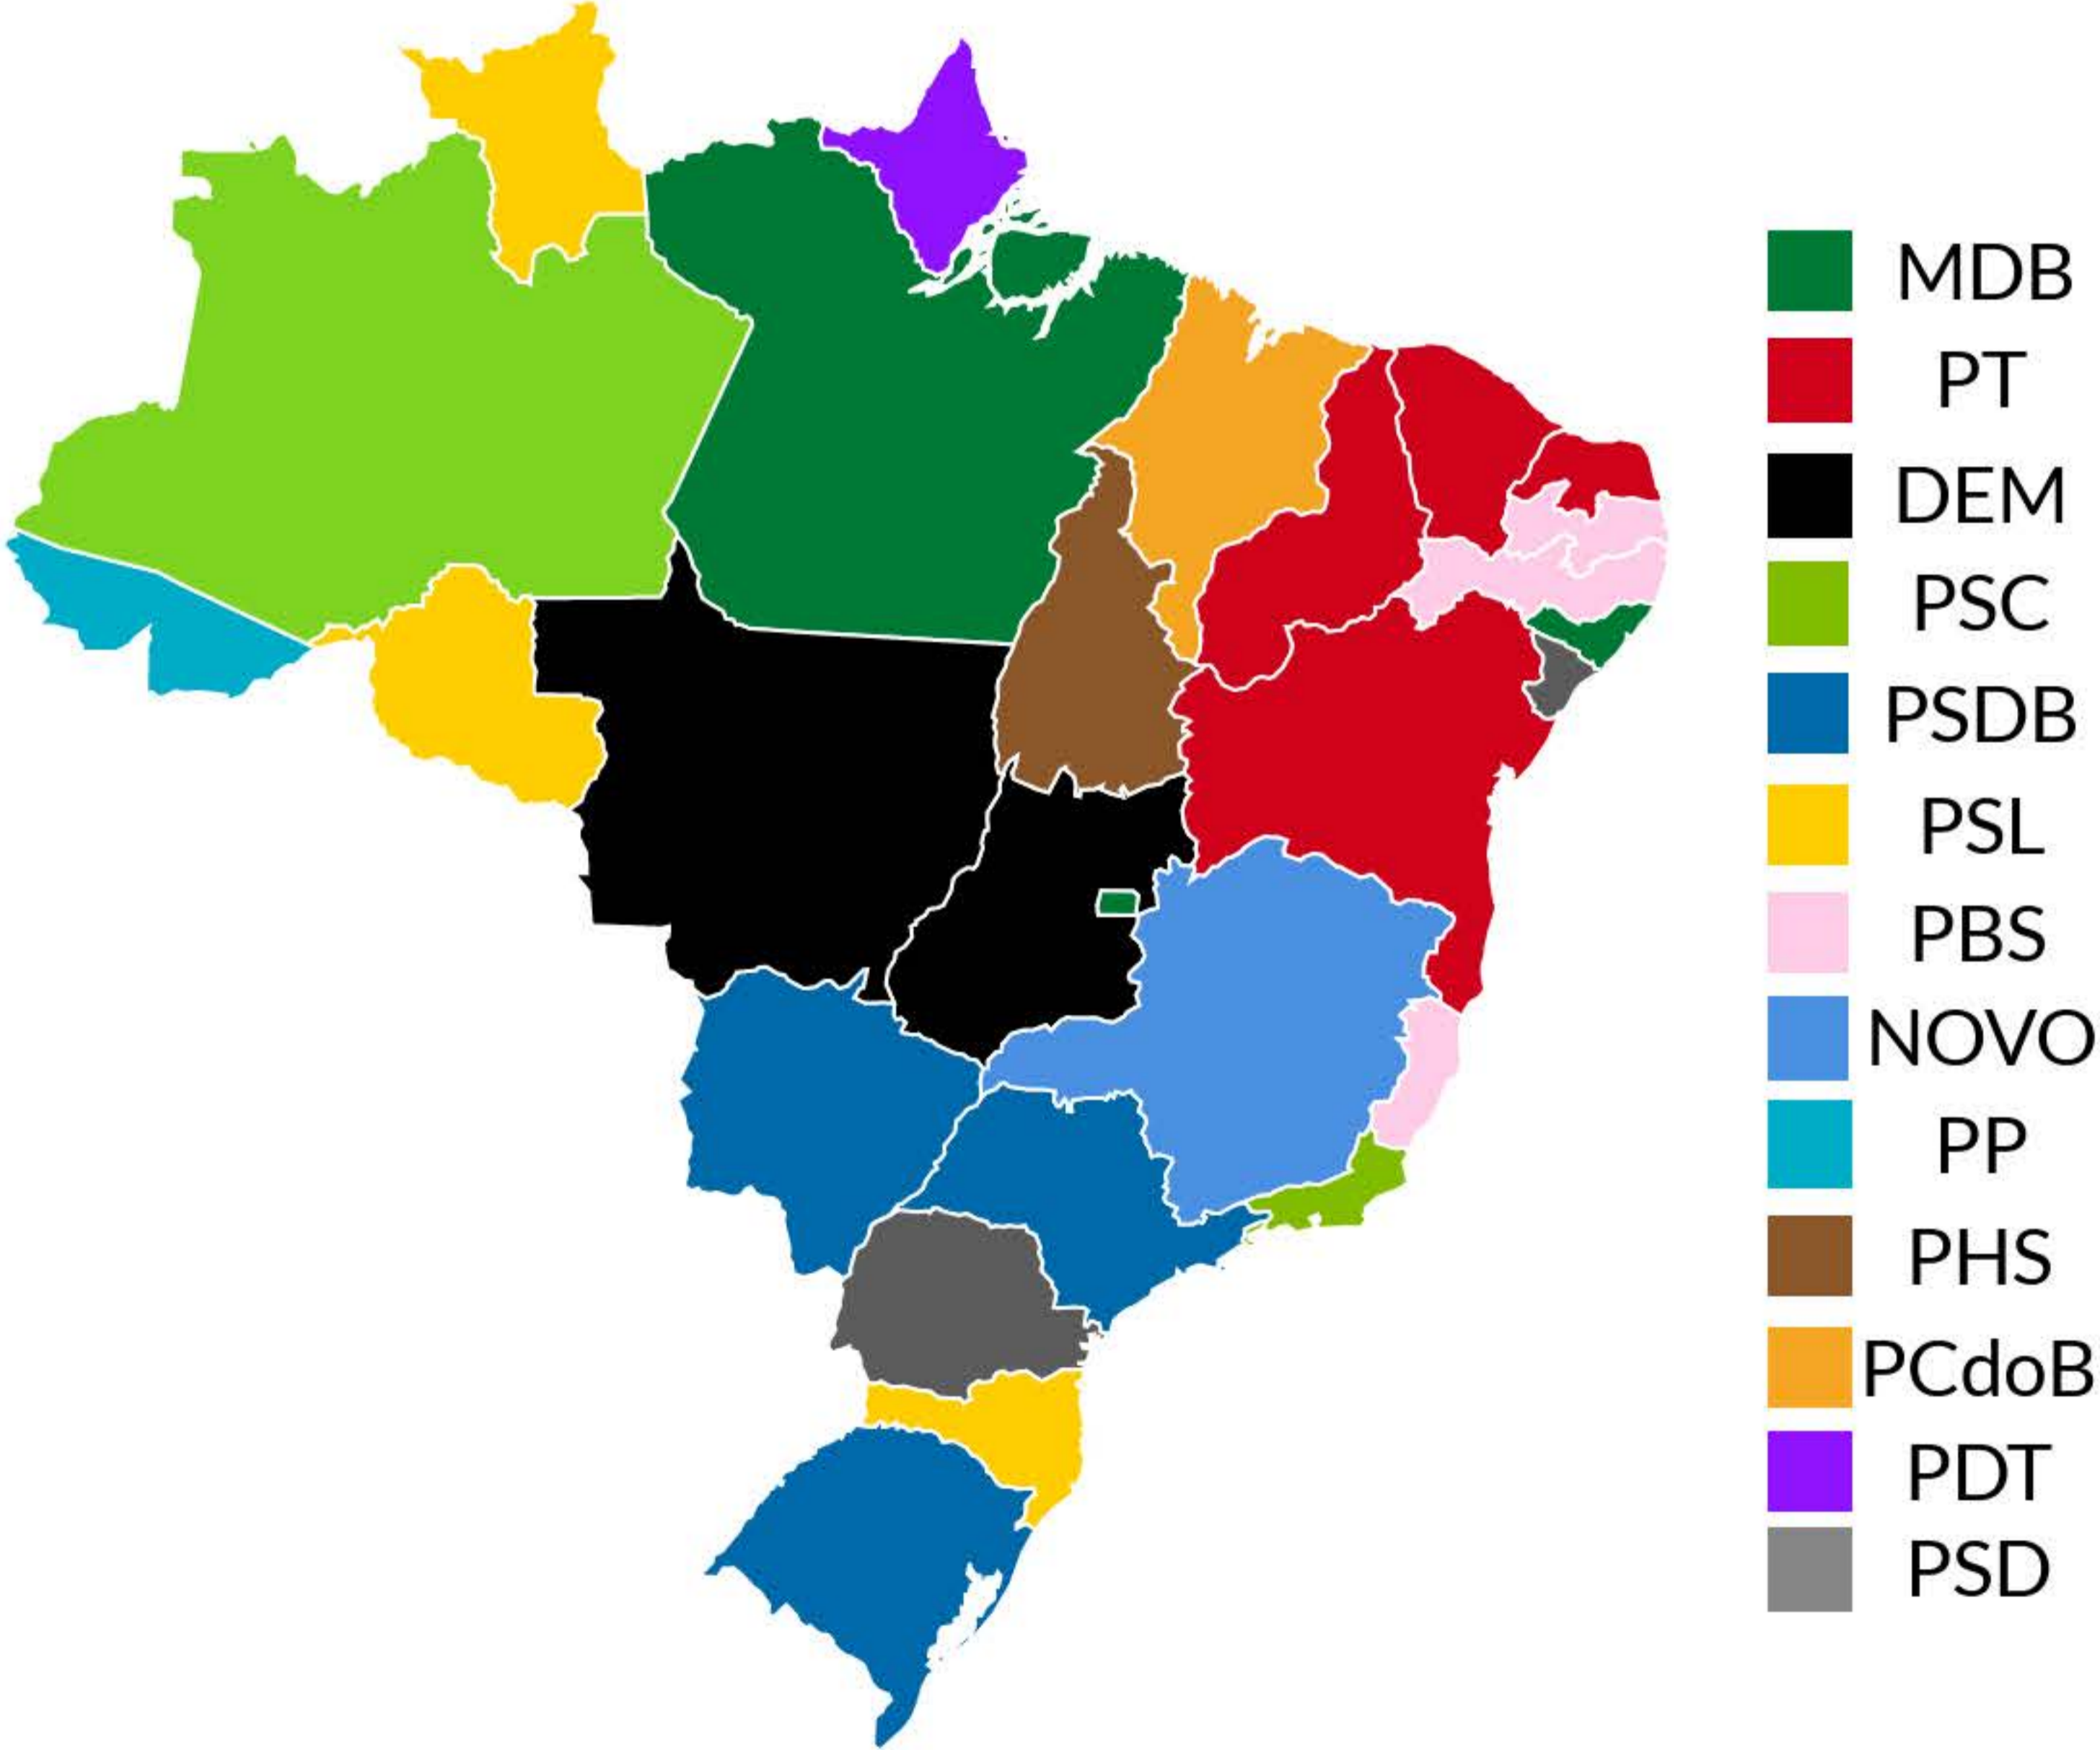 MDB
PT
DEM
PSC
PSDB
PSL
PBS
NOVO
PP
PHS
PCdoB
PDT
PSD